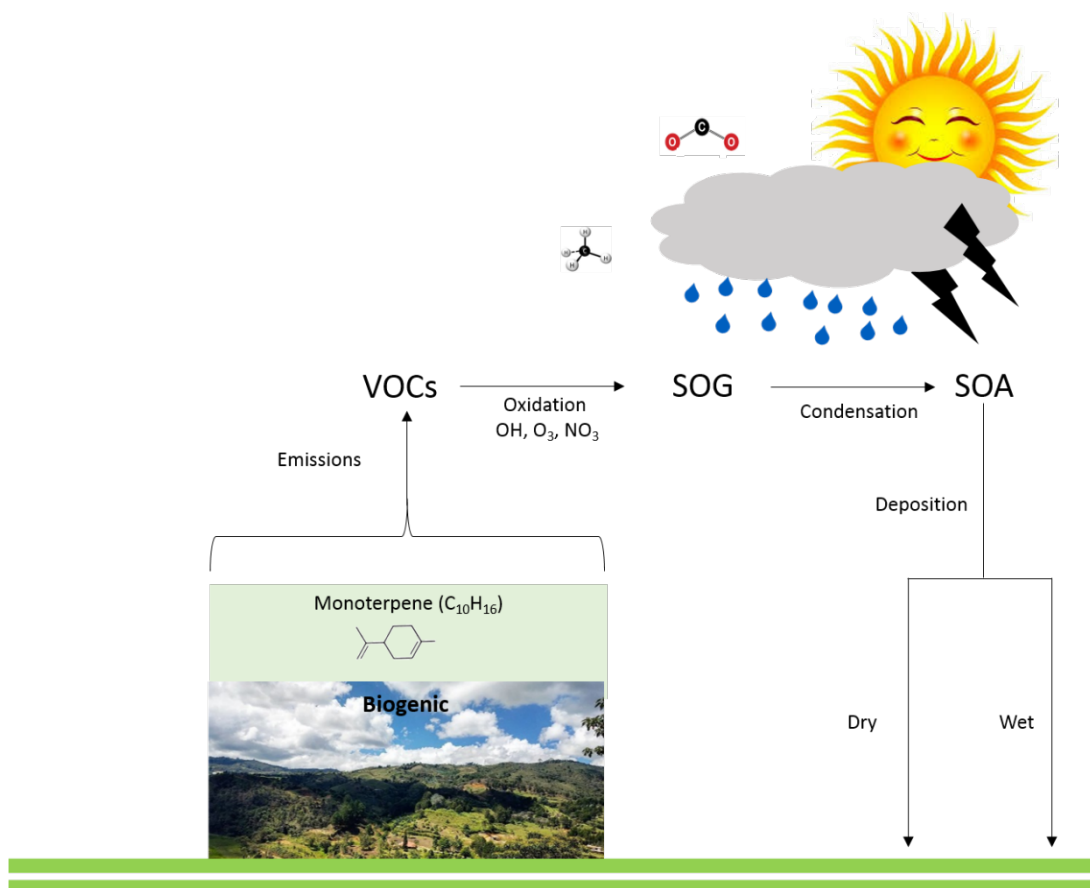 O
C
O
H
H
C
H
H
VOCs
SOG
SOA
Oxidation
OH, O₃, NO₃
Condensation
Emissions
Deposition
Monoterpene (C₁₀H₁₆)
Biogenic
Dry
Wet